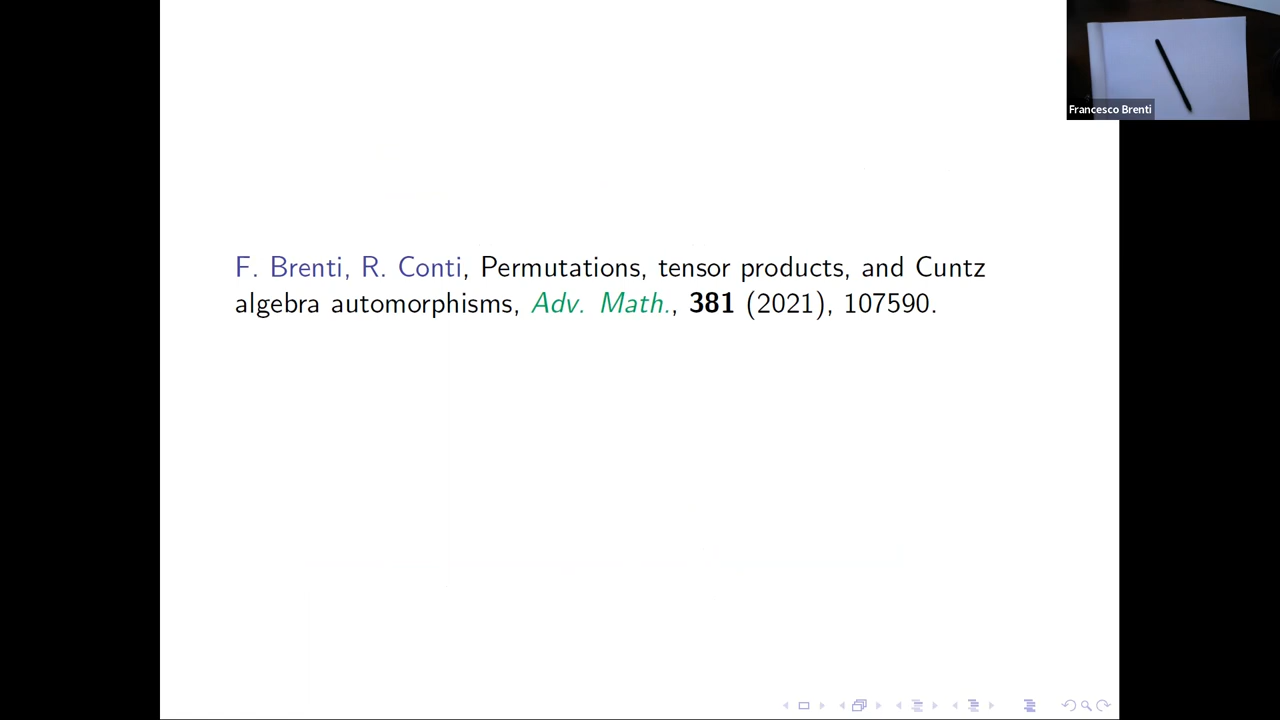 Francesco Brenti
F. Brenti, R. Conti, Permutations, tensor products, and Cuntz
algebra automorphisms, Adv. Math., 381 (2021), 107590.